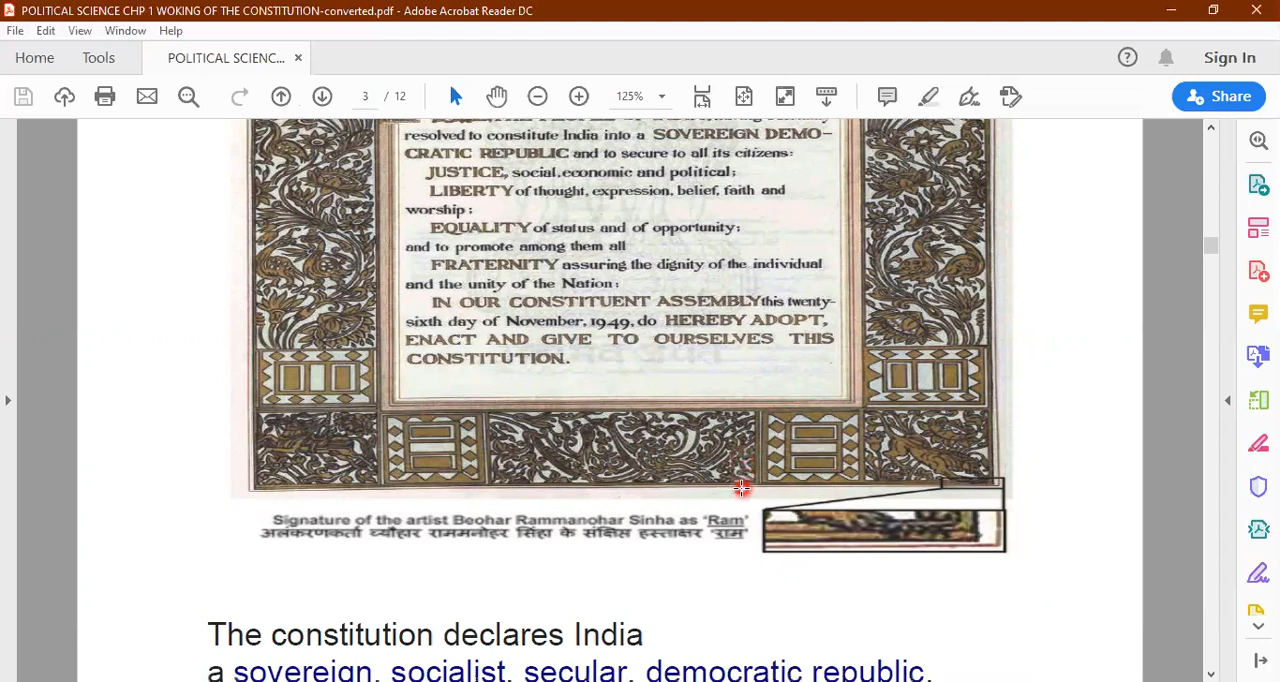 POLITICAL SCIENCE CHP 1 WOKING OF THE CONSTITUTION-converted.pdf - Adobe Acrobat Reader DC
File Edit View Window Help
Home Tools POLITICAL SCIENC... × Sign In
3 / 12 125% Share
resolved to constitute India into a SOVEREIGN DEMO-
CRATIC REPUBLIC and to secure to all its citizens:
JUSTICE, social, economic and political;
LIBERTY of thought, expression, belief, faith and
worship;
EQUALITY of status and of opportunity;
and to promote among them all
FRATERNITY assuring the dignity of the individual
and the unity of the Nation;
IN OUR CONSTITUENT ASSEMBLY this twenty-
sixth day of November, 1949, do HEREBY ADOPT,
ENACT AND GIVE TO OURSELVES THIS
CONSTITUTION.
Signature of the artist Beohar Rammanohar Sinha as 'Ram'
अलंकरणकर्ता ब्यौहार राममनोहर सिंहा के संक्षिप्त हस्ताक्षर 'राम'
The constitution declares India
a sovereign, socialist, secular, democratic republic,